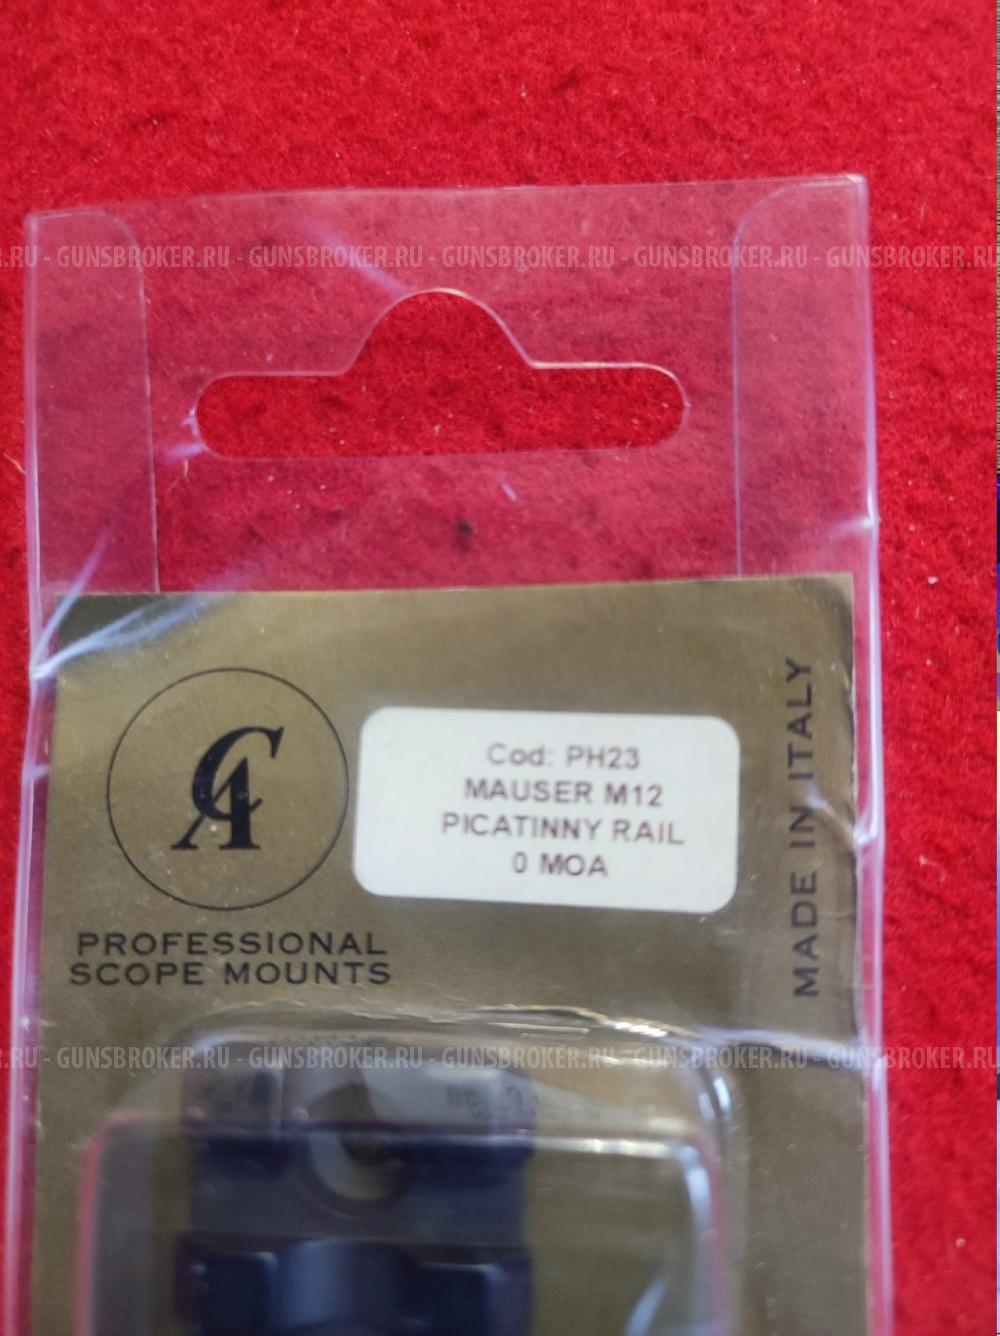 .RU - GUNSBROKER.RU - GUNSBROKER.RU - GUNSBROKER.RU - GUNSBROKER.RU - GUNSBROKER
CA
Cod: PH23
MAUSER M12
PICATINNY RAIL
0 MOA
MADE IN ITALY
PROFESSIONAL
SCOPE MOUNTS
.RU - GUNSBROKER.RU - GUNSBROKER.RU - GUNSBROKER.RU - GUNSBROKER.RU - GUNSBROKER